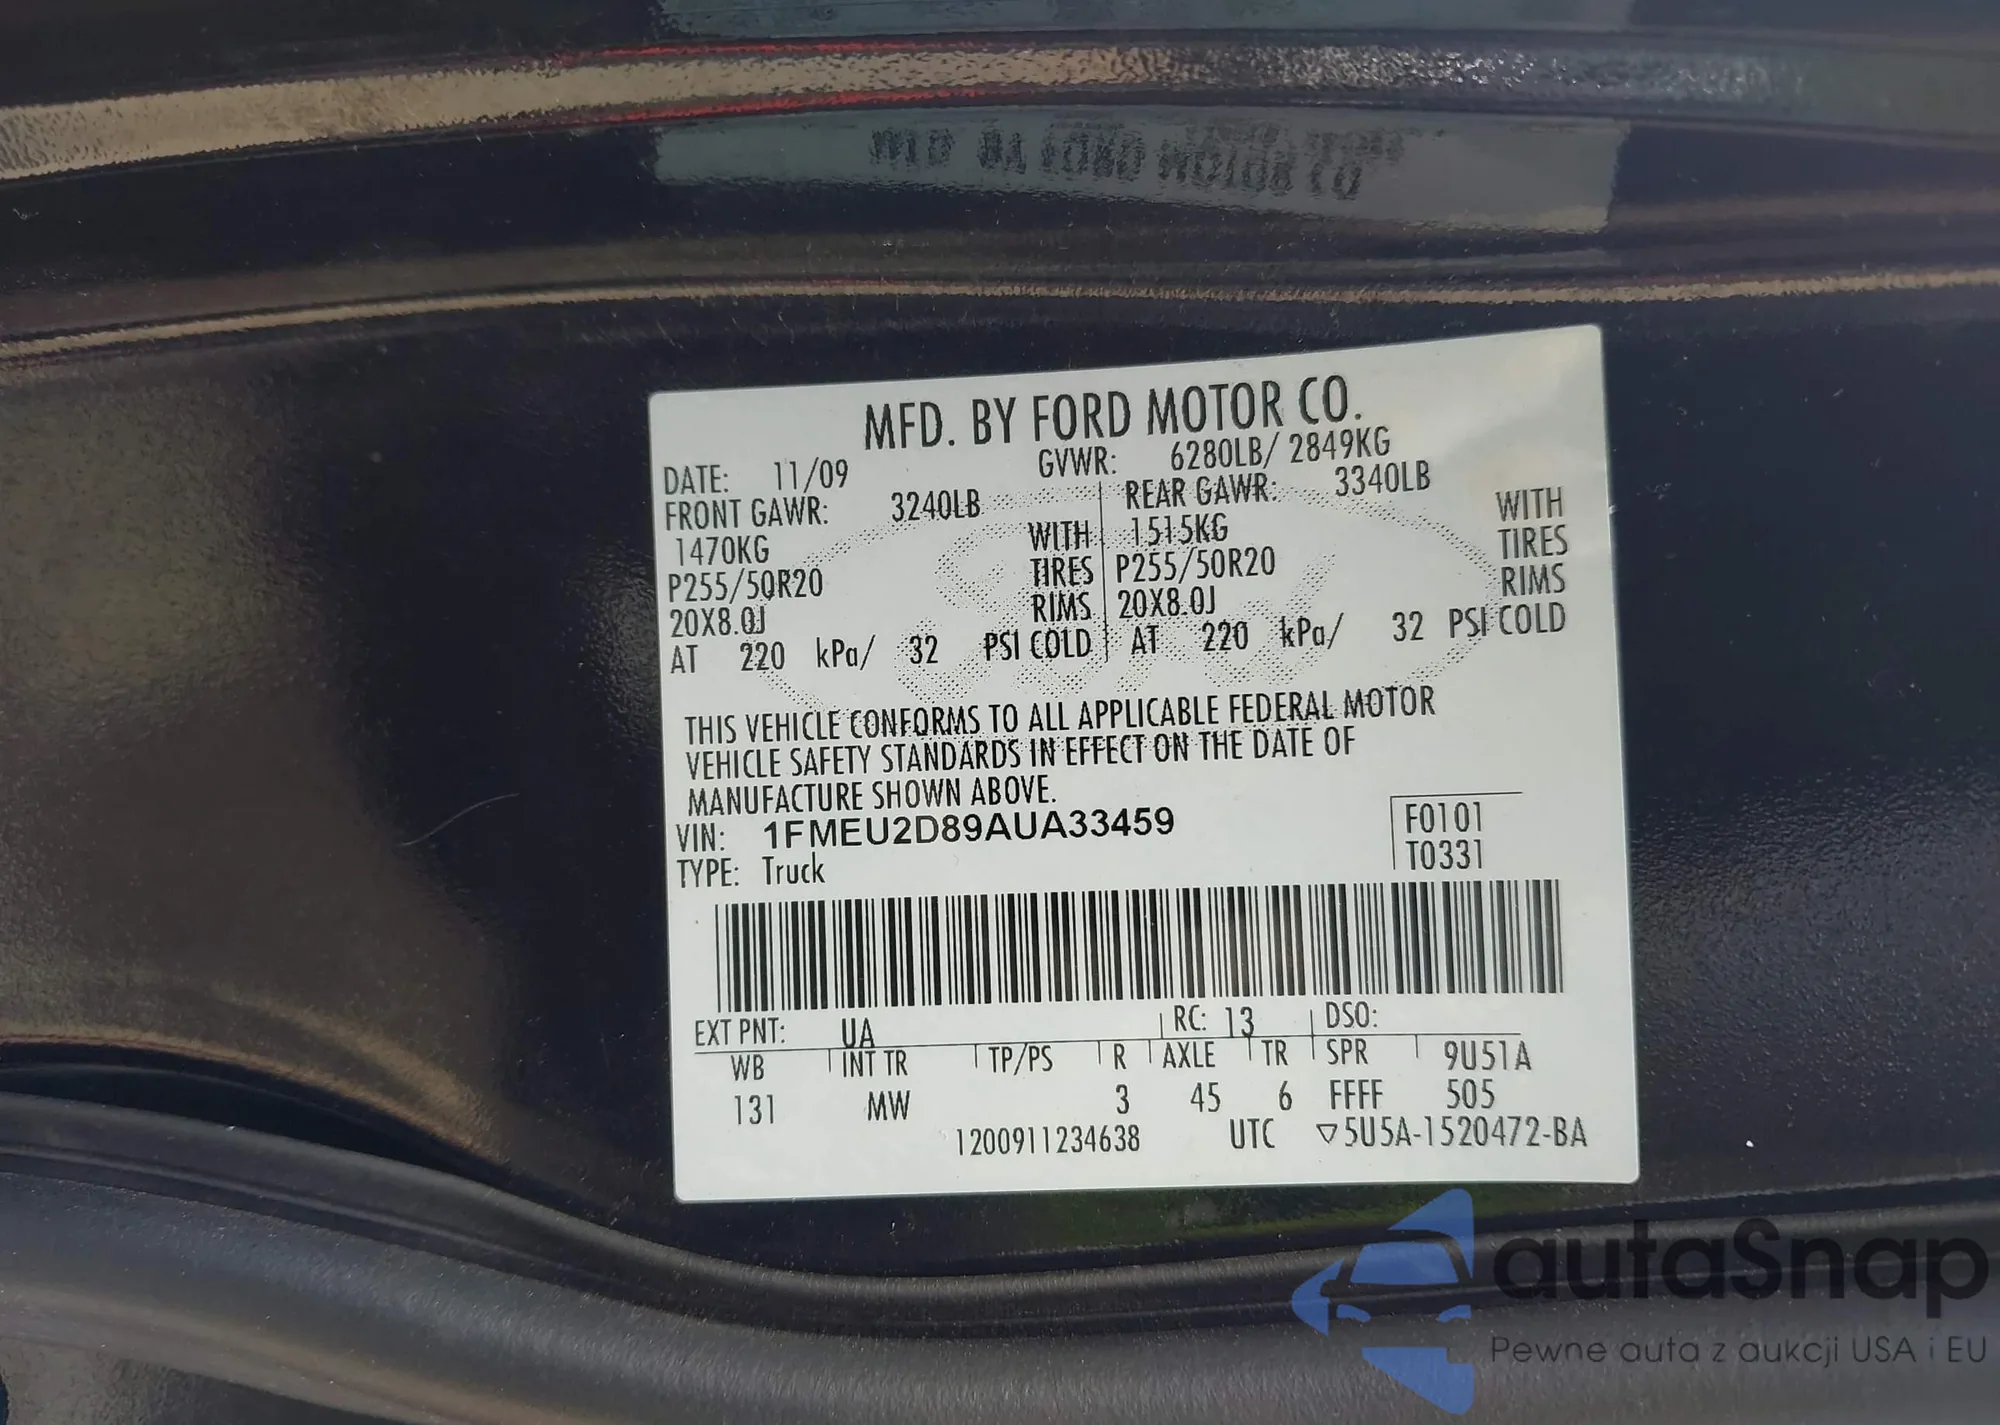 MFD. BY FORD MOTOR CO.
DATE: 11/09 GVWR: 6280LB/ 2849KG
FRONT GAWR: 3240LB REAR GAWR: 3340LB WITH
1470KG WITH 1515KG TIRES
P255/50R20 TIRES P255/50R20 RIMS
20X8.0J RIMS 20X8.0J
AT 220 kPa/ 32 PSI COLD AT 220 kPa/ 32 PSI COLD
THIS VEHICLE CONFORMS TO ALL APPLICABLE FEDERAL MOTOR
VEHICLE SAFETY STANDARDS IN EFFECT ON THE DATE OF
MANUFACTURE SHOWN ABOVE.
VIN: 1FMEU2D89AUA33459 F0101
TYPE: Truck T0331
EXT PNT: UA RC: 13 DSO:
WB INT TR TP/PS R AXLE TR SPR 9U51A
131 MW 3 45 6 FFFF 505
1200911234638 UTC ▽5U5A-1520472-BA
autaSnap
Pewne auta z aukcji USA i EU